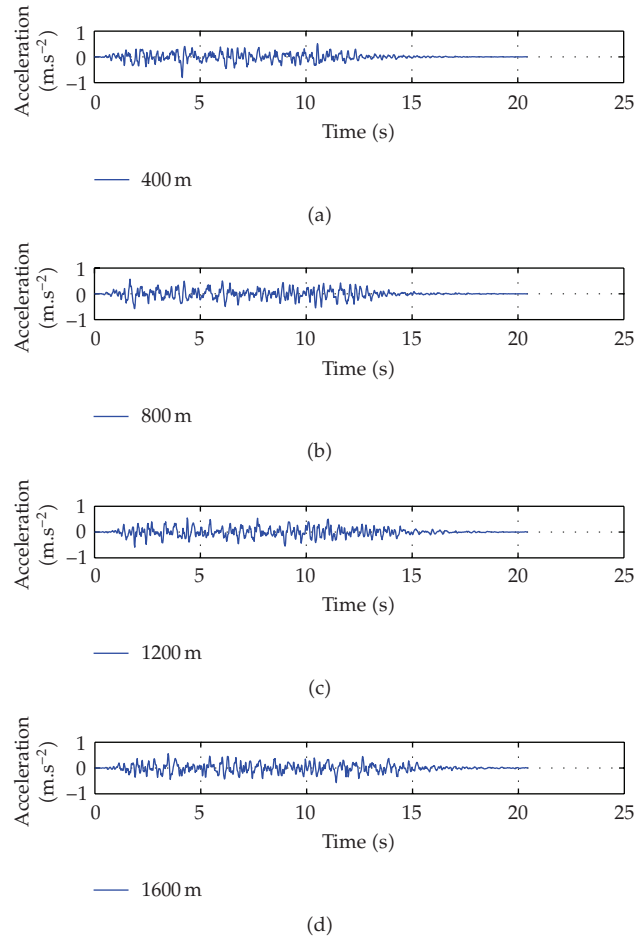 Acceleration
(m.s−2)
1
0
−1
0 5 10 15 20 25
Time (s)
400 m
(a)
Acceleration
(m.s−2)
1
0
−1
0 5 10 15 20 25
Time (s)
800 m
(b)
Acceleration
(m.s−2)
1
0
−1
0 5 10 15 20 25
Time (s)
1200 m
(c)
Acceleration
(m.s−2)
1
0
−1
0 5 10 15 20 25
Time (s)
1600 m
(d)